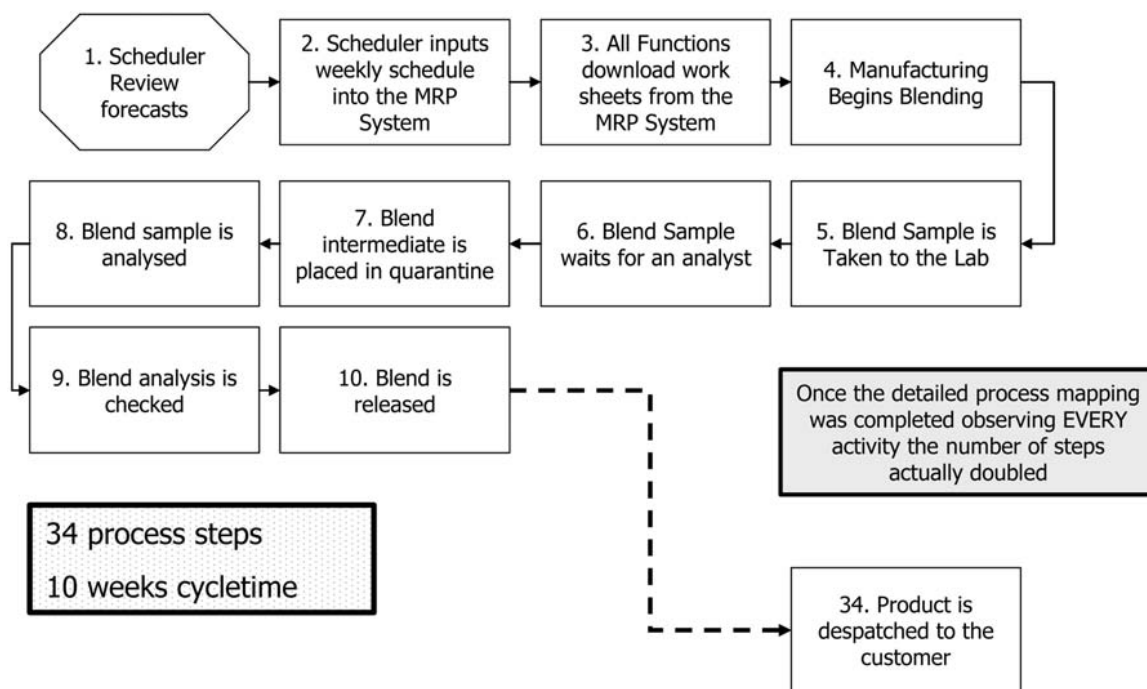 1. Scheduler
Review
forecasts
2. Scheduler inputs
weekly schedule
into the MRP
System
3. All Functions
download work
sheets from the
MRP System
4. Manufacturing
Begins Blending
8. Blend sample is
analysed
7. Blend
intermediate is
placed in quarantine
6. Blend Sample
waits for an analyst
5. Blend Sample is
Taken to the Lab
9. Blend analysis is
checked
10. Blend is
released
Once the detailed process mapping
was completed observing EVERY
activity the number of steps
actually doubled
34 process steps
10 weeks cycletime
34. Product is
despatched to the
customer